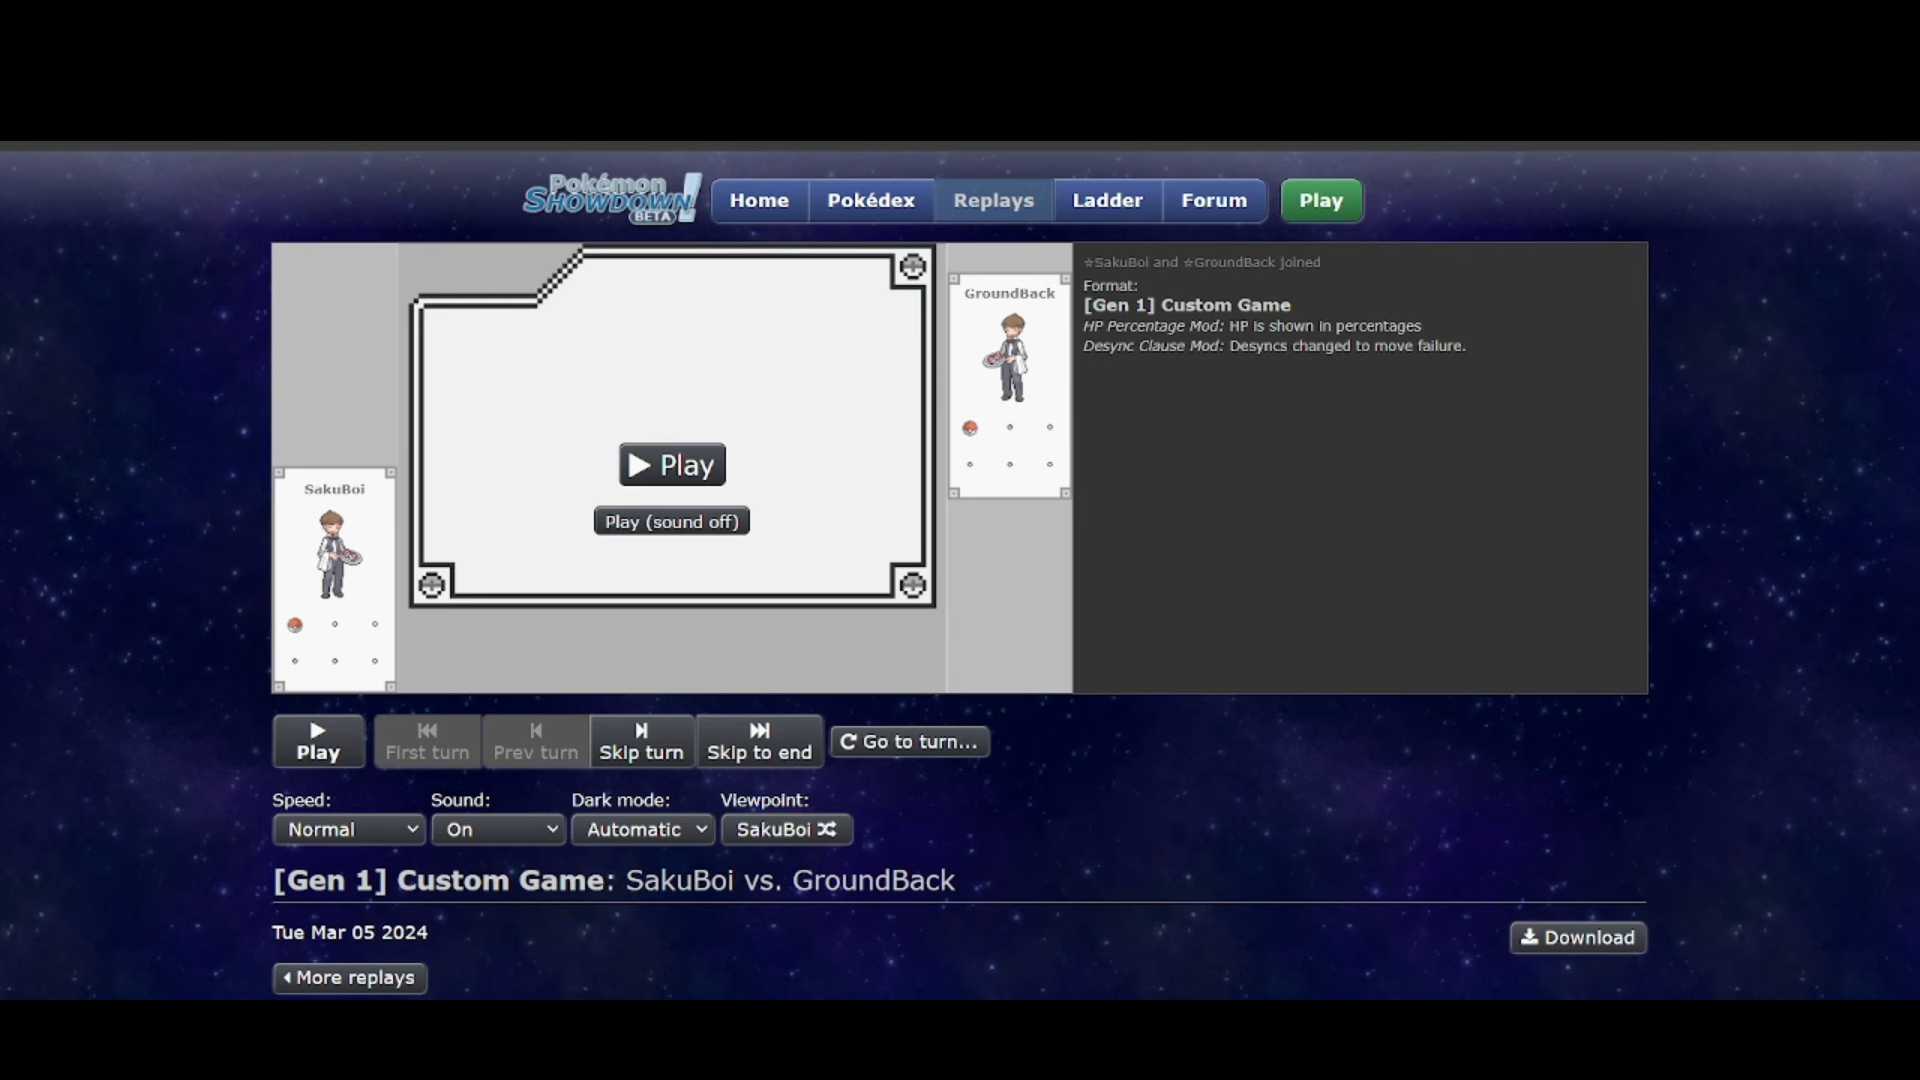 Pokémon
SHOWDOWN!
BETA
Home
Pokédex
Replays
Ladder
Forum
Play
GroundBack
SakuBoi
Play
Play (sound off)
☆SakuBoi and ☆GroundBack joined
Format:
[Gen 1] Custom Game
HP Percentage Mod: HP is shown in percentages
Desync Clause Mod: Desyncs changed to move failure.
Play
First turn
Prev turn
Skip turn
Skip to end
Go to turn...
Speed:
Sound:
Dark mode:
Viewpoint:
Normal
On
Automatic
SakuBoi
[Gen 1] Custom Game: SakuBoi vs. GroundBack
Tue Mar 05 2024
Download
More replays